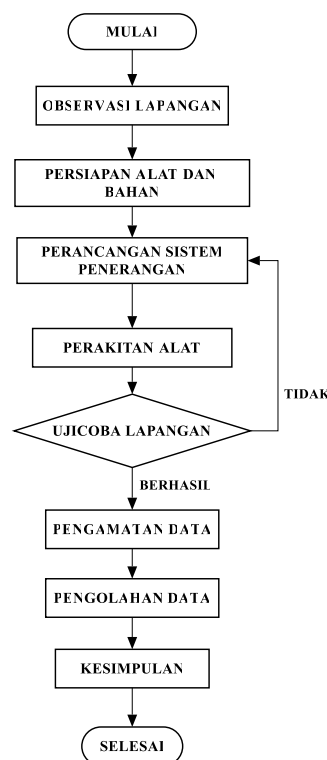 MULAI
OBSERVASI LAPANGAN
PERSIAPAN ALAT DAN
BAHAN
PERANCANGAN SISTEM
PENERANGAN
PERAKITAN ALAT
TIDAK
UJICOBA LAPANGAN
BERHASIL
PENGAMATAN DATA
PENGOLAHAN DATA
KESIMPULAN
SELESAI